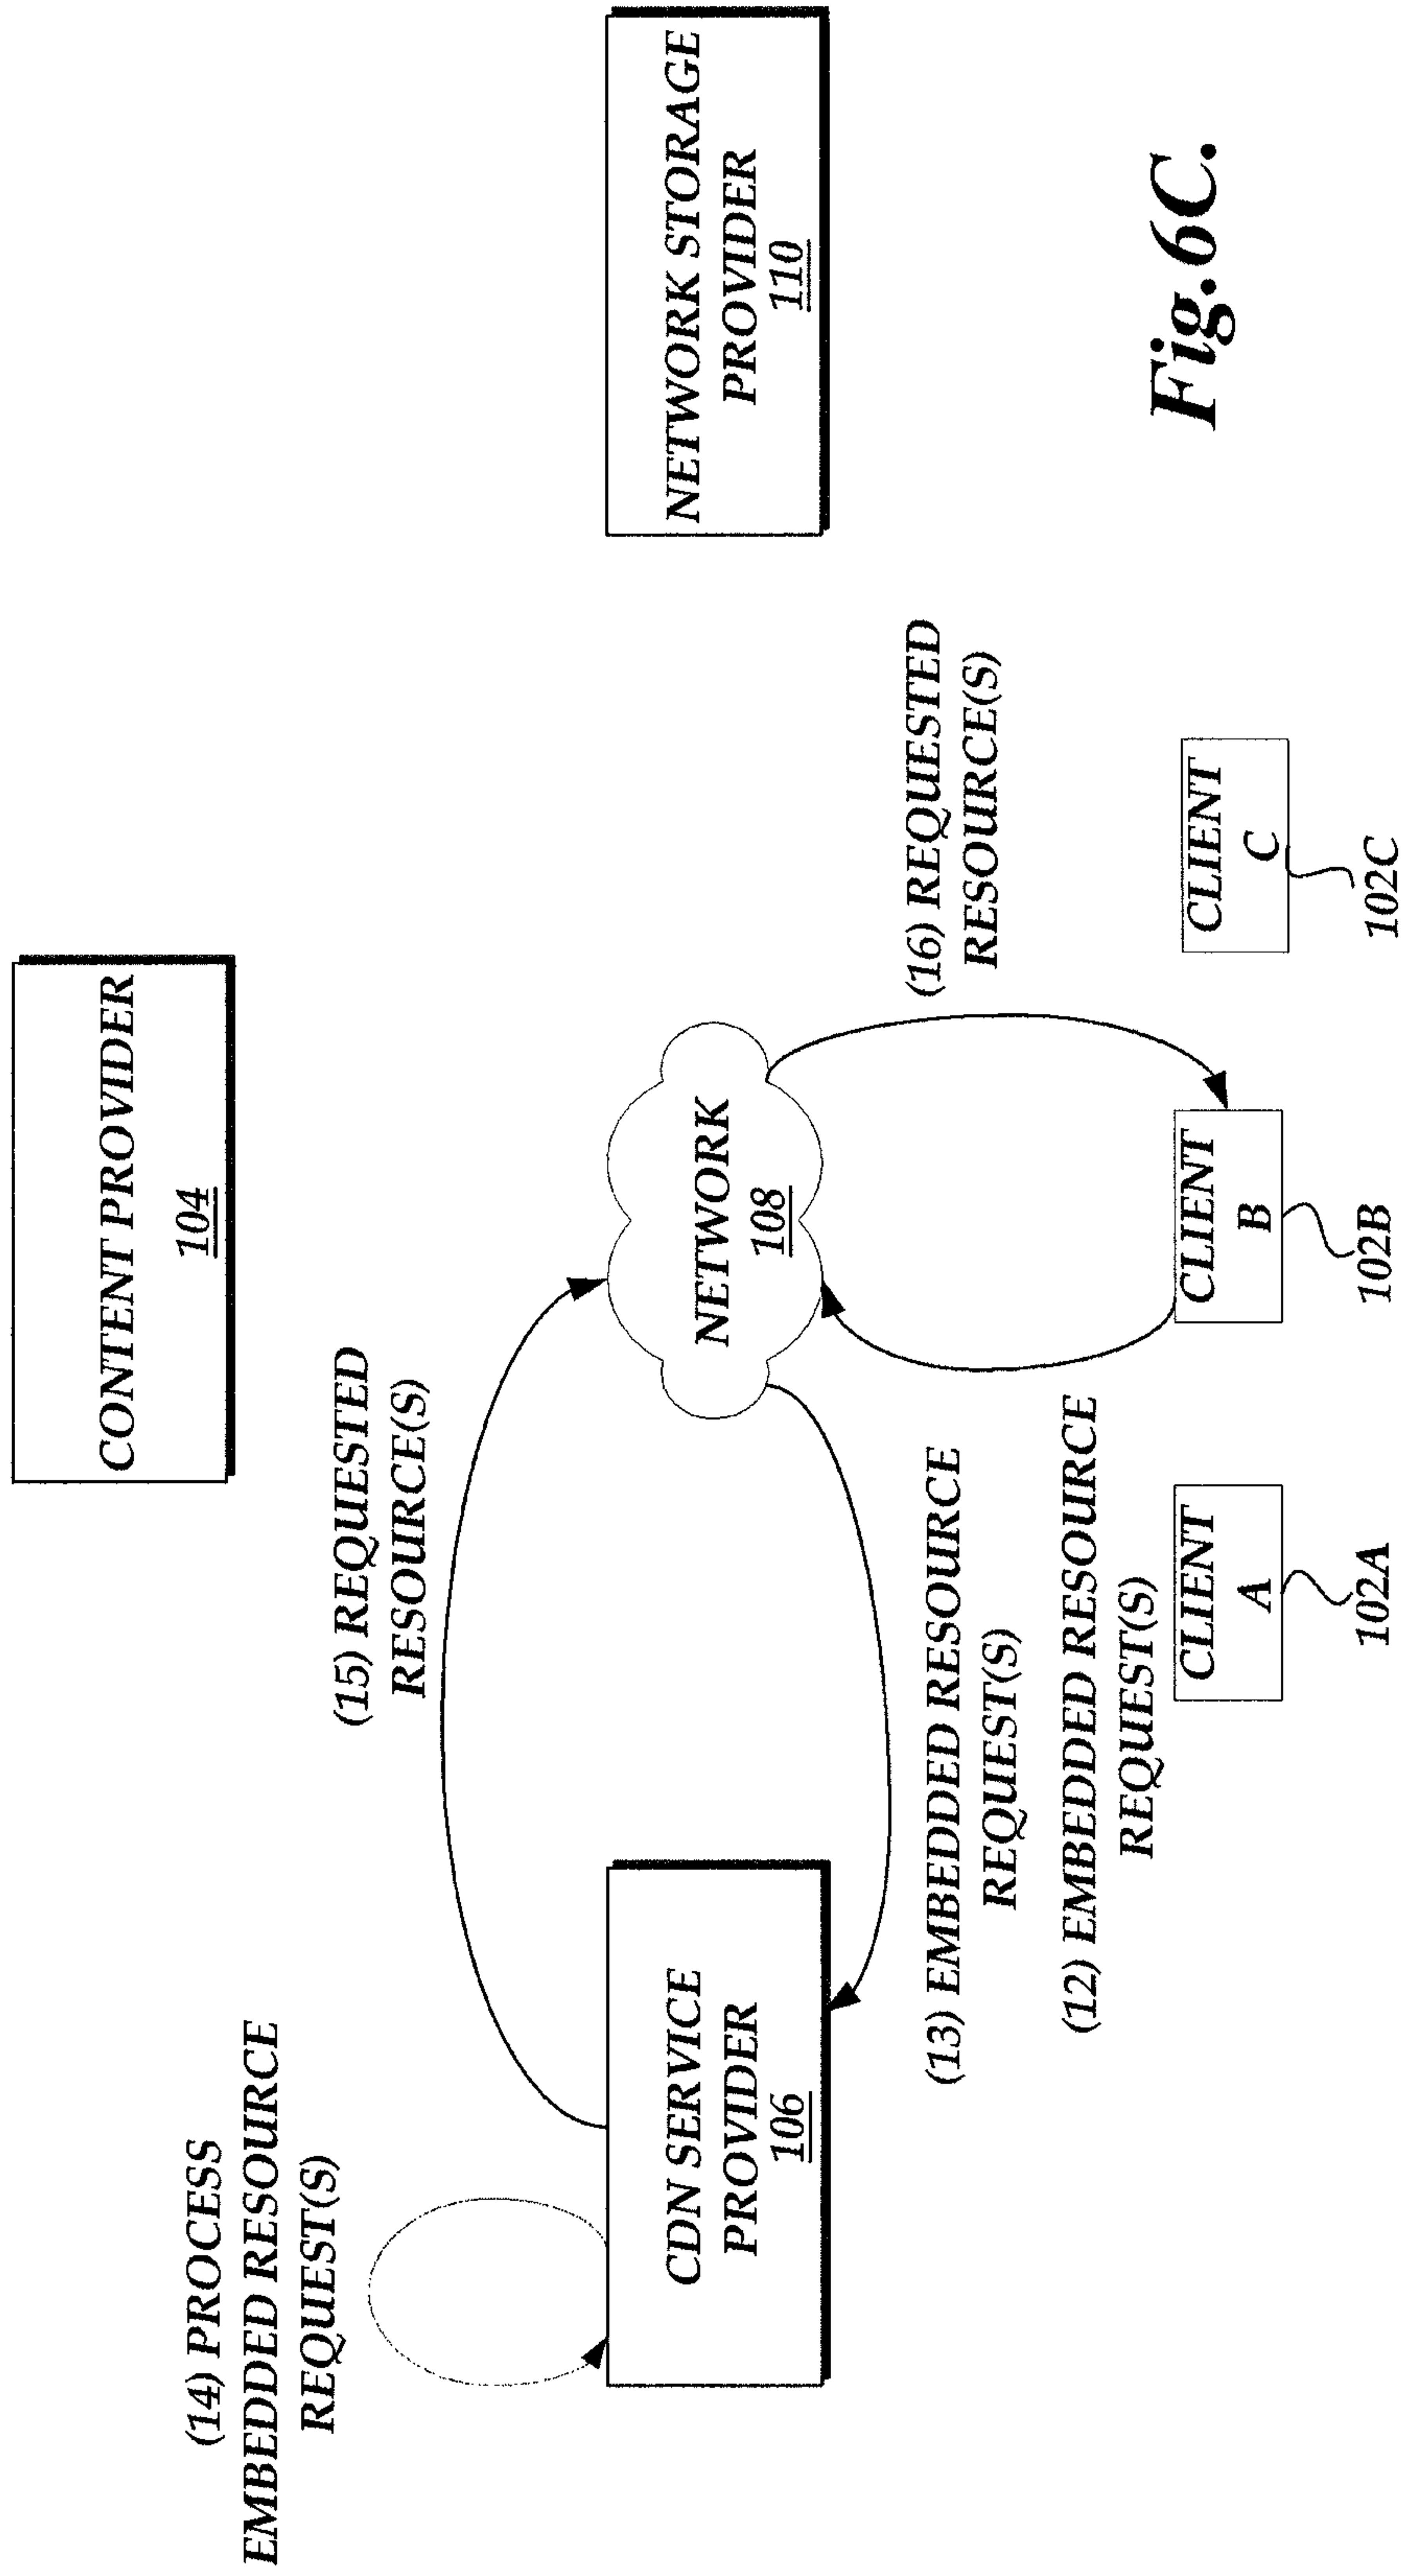 CONTENT PROVIDER
104
(14) PROCESS
EMBEDDED RESOURCE
REQUEST(S)
(15) REQUESTED
RESOURCE(S)
CDN SERVICE
PROVIDER
106
NETWORK
108
NETWORK STORAGE
PROVIDER
110
(13) EMBEDDED RESOURCE
REQUEST(S)
(16) REQUESTED
RESOURCE(S)
(12) EMBEDDED RESOURCE
REQUEST(S)
CLIENT
A
102A
CLIENT
B
102B
CLIENT
C
102C
Fig.6C.